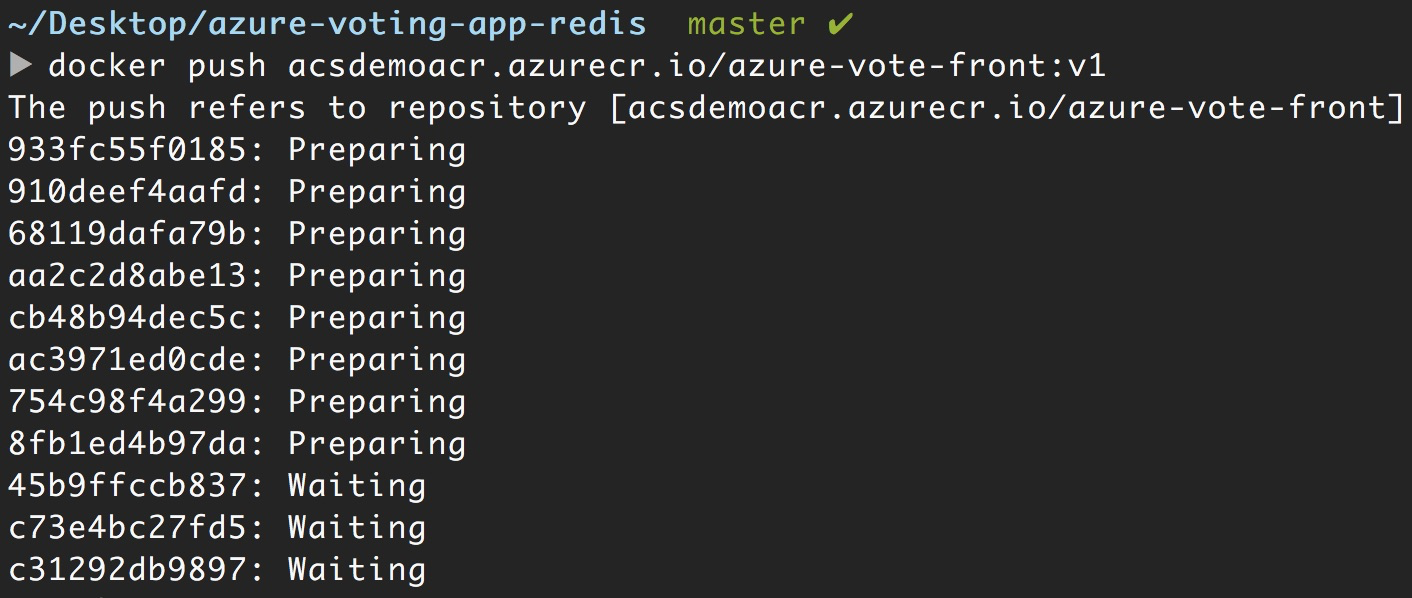 ~/Desktop/azure-voting-app-redis master ✔
▶ docker push acsdemoacr.azurecr.io/azure-vote-front:v1
The push refers to repository [acsdemoacr.azurecr.io/azure-vote-front]
933fc55f0185: Preparing
910deef4aafd: Preparing
68119dafa79b: Preparing
aa2c2d8abe13: Preparing
cb48b94dec5c: Preparing
ac3971ed0cde: Preparing
754c98f4a299: Preparing
8fb1ed4b97da: Preparing
45b9ffccb837: Waiting
c73e4bc27fd5: Waiting
c31292db9897: Waiting